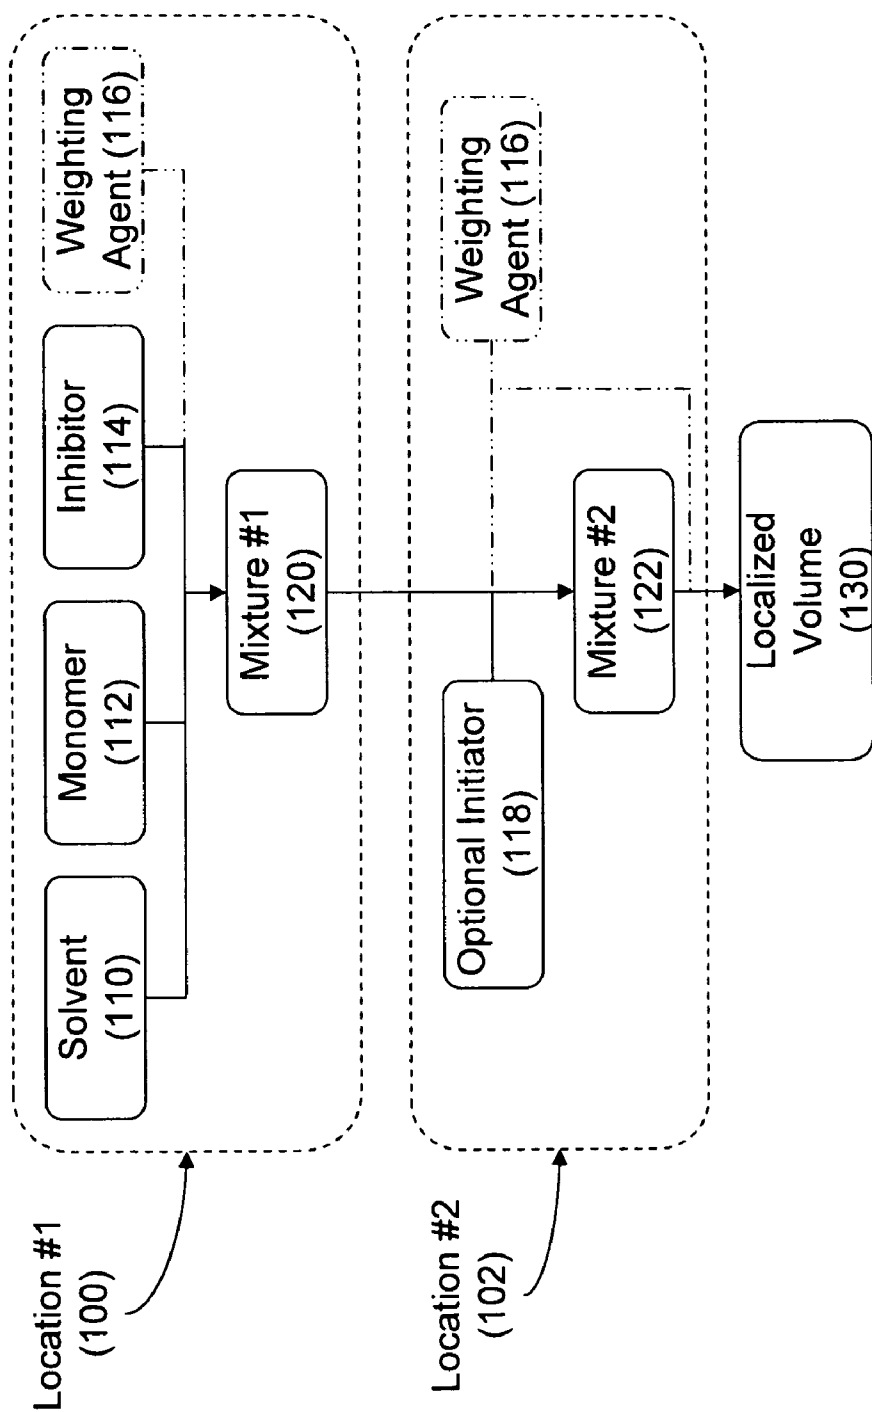 Location #1
(100)
Solvent
(110)
Monomer
(112)
Inhibitor
(114)
Weighting
Agent (116)
Mixture #1
(120)
Location #2
(102)
Optional Initiator
(118)
Weighting
Agent (116)
Mixture #2
(122)
Localized
Volume
(130)